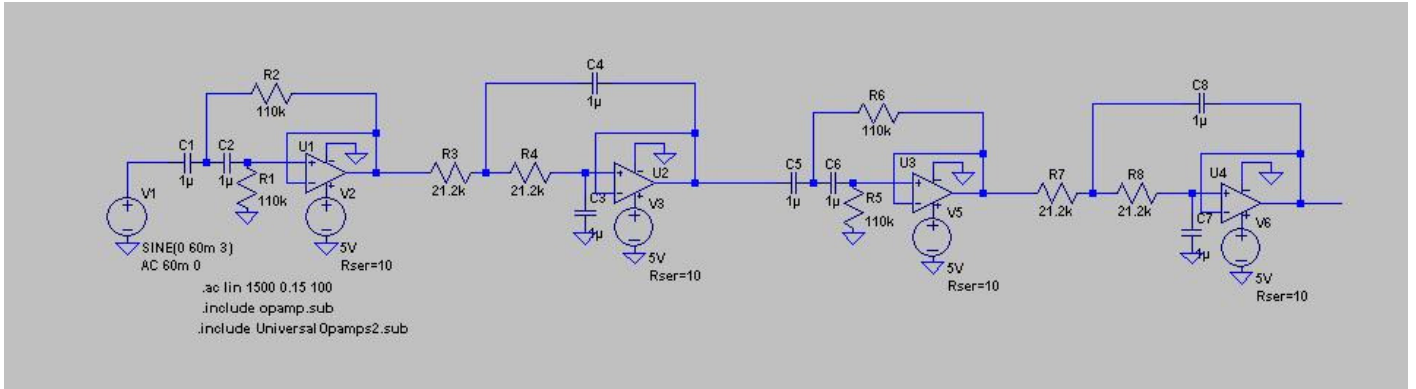 R2
110k
C1
1µ
C2
1µ
U1
R1
110k
V1
V2
5V
Rser=10
SINE(0 60m 3)
AC 60m 0
.ac lin 1500 0.15 100
.include opamp.sub
.include UniversalOpamps2.sub
C4
1µ
R3
21.2k
R4
21.2k
U2
C3
1µ
V3
5V
Rser=10
R6
110k
C5
1µ
C6
1µ
U3
R5
110k
V5
5V
Rser=10
C8
1µ
R7
21.2k
R8
21.2k
U4
C7
1µ
V6
5V
Rser=10